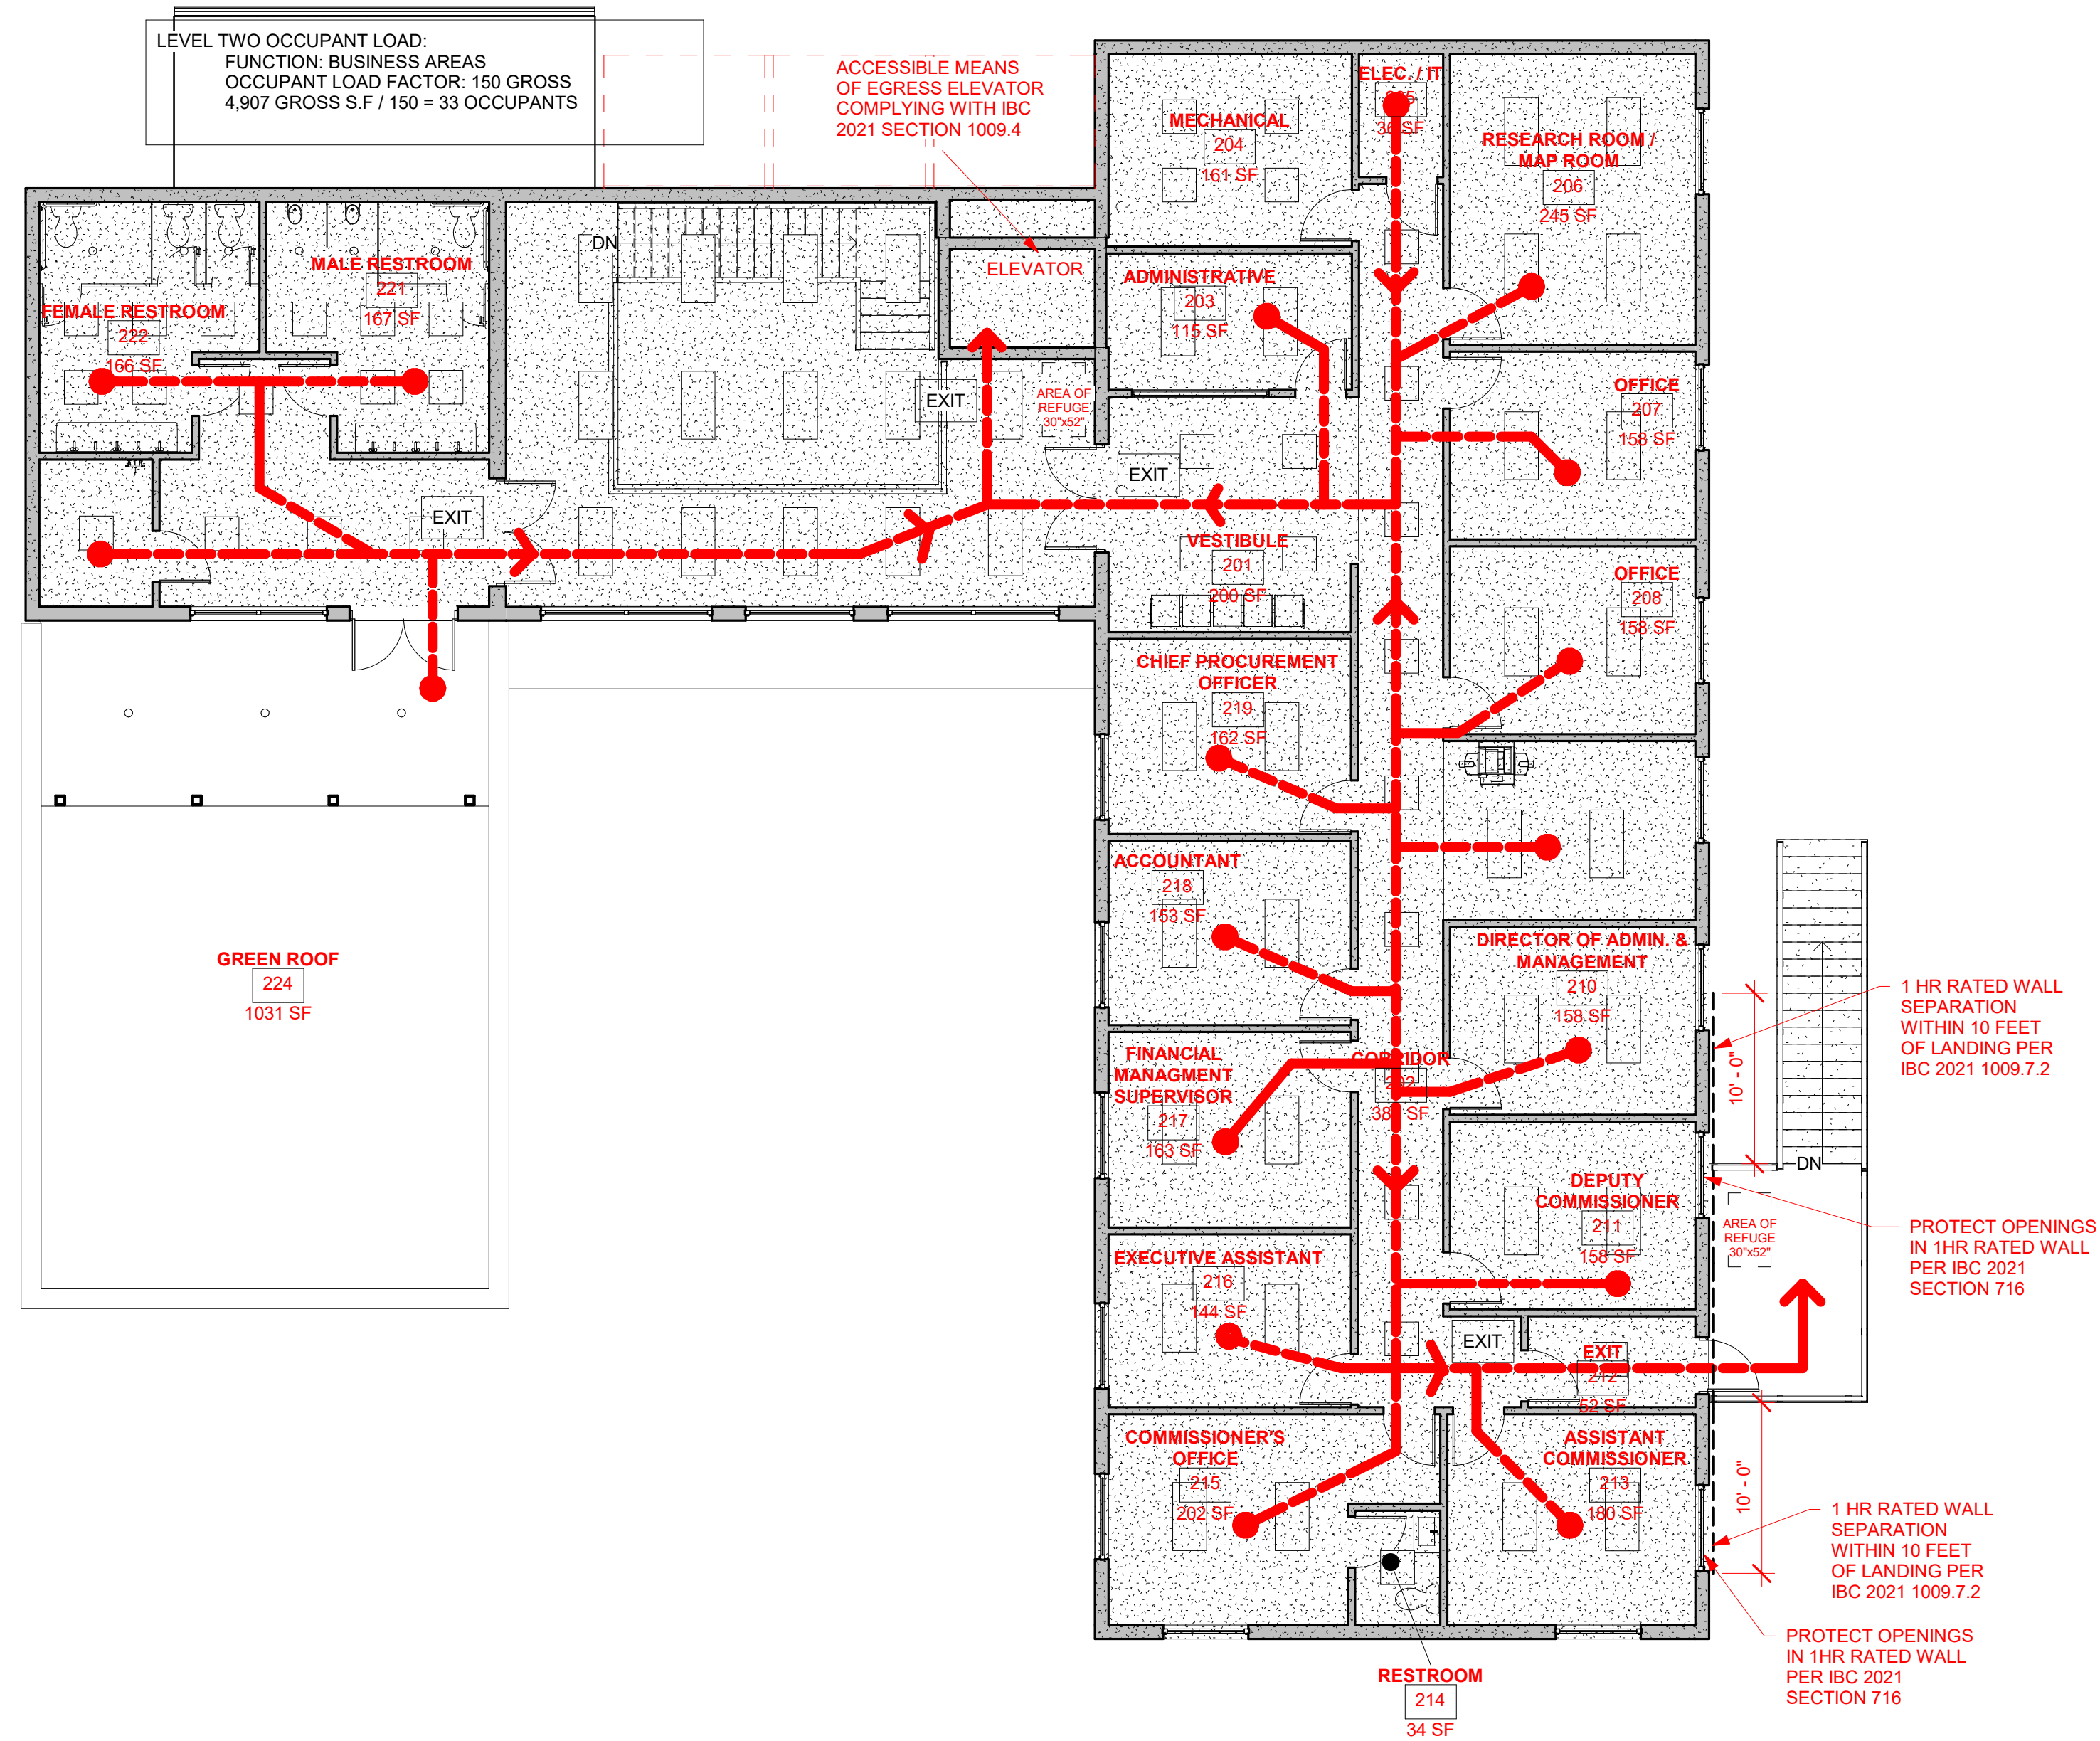 LEVEL TWO OCCUPANT LOAD:
FUNCTION: BUSINESS AREAS
OCCUPANT LOAD FACTOR: 150 GROSS
4,907 GROSS S.F / 150 = 33 OCCUPANTS
ACCESSIBLE MEANS
OF EGRESS ELEVATOR
COMPLYING WITH IBC
2021 SECTION 1009.4
ELEC. / IT
36 SF
MECHANICAL
204
161 SF
RESEARCH ROOM /
MAP ROOM
206
245 SF
DN
ELEVATOR
MALE RESTROOM
221
167 SF
FEMALE RESTROOM
222
166 SF
ADMINISTRATIVE
203
115 SF
EXIT
AREA OF
REFUGE
30"x52"
OFFICE
207
158 SF
EXIT
EXIT
VESTIBULE
201
200 SF
OFFICE
208
158 SF
CHIEF PROCUREMENT
OFFICER
219
162 SF
ACCOUNTANT
218
153 SF
GREEN ROOF
224
1031 SF
DIRECTOR OF ADMIN. &
MANAGEMENT
210
158 SF
1 HR RATED WALL
SEPARATION
WITHIN 10 FEET
OF LANDING PER
IBC 2021 1009.7.2
10' - 0"
FINANCIAL
MANAGMENT
SUPERVISOR
217
163 SF
CORRIDOR
202
SF
DN
DEPUTY
COMMISSIONER
211
158 SF
AREA OF
REFUGE
30"x52"
PROTECT OPENINGS
IN 1HR RATED WALL
PER IBC 2021
SECTION 716
EXECUTIVE ASSISTANT
216
144 SF
EXIT
EXIT
212
52 SF
COMMISSIONER'S
OFFICE
215
202 SF
ASSISTANT
COMMISSIONER
213
180 SF
10' - 0"
1 HR RATED WALL
SEPARATION
WITHIN 10 FEET
OF LANDING PER
IBC 2021 1009.7.2
PROTECT OPENINGS
IN 1HR RATED WALL
PER IBC 2021
SECTION 716
RESTROOM
214
34 SF